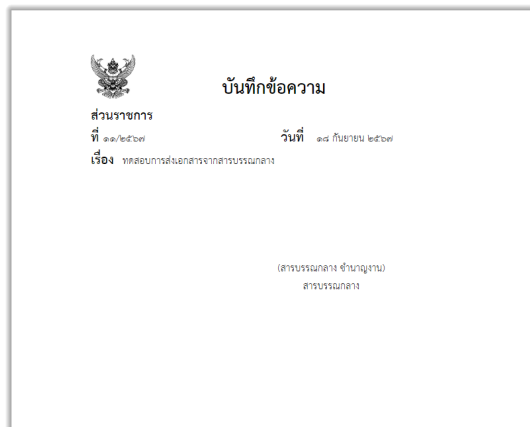 บันทึกข้อความ
ส่วนราชการ
ที่ ๑๑/๒๕๖๗ วันที่ ๑๘ กันยายน ๒๕๖๗
เรื่อง ทดสอบการส่งเอกสารจากสารบรรณกลาง
(สารบรรณกลาง ชำนาญงาน)
สารบรรณกลาง